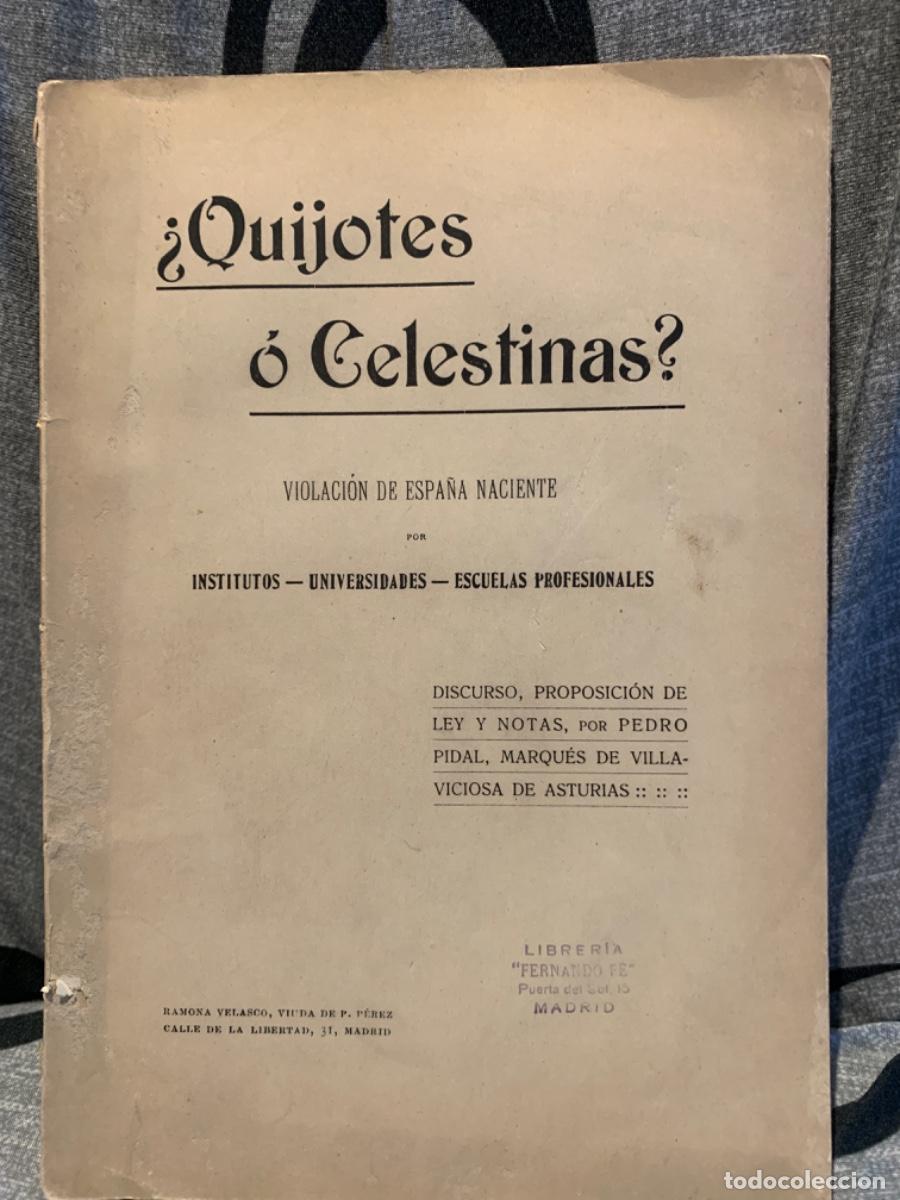 ¿Quijotes
ó Celestinas?
VIOLACIÓN DE ESPAÑA NACIENTE
POR
INSTITUTOS — UNIVERSIDADES — ESCUELAS PROFESIONALES
DISCURSO, PROPOSICIÓN DE
LEY Y NOTAS, POR PEDRO
PIDAL, MARQUÉS DE VILLA-
VICIOSA DE ASTURIAS :: :: ::
LIBRERÍA
"FERNANDO FE"
Puerta del Sol, 15
MADRID
RAMONA VELASCO, VIUDA DE P. PÉREZ
CALLE DE LA LIBERTAD, 31, MADRID
todocoleccion